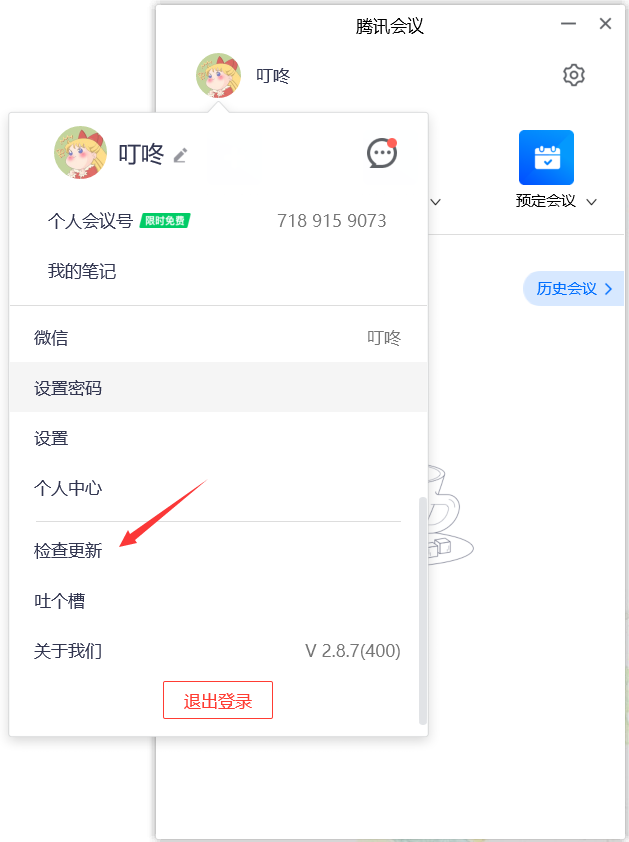 腾讯会议
叮咚
叮咚
个人会议号 限时免费 718 915 9073
预定会议
我的笔记
历史会议
微信 叮咚
设置密码
设置
个人中心
检查更新
吐个槽
关于我们 V 2.8.7(400)
退出登录